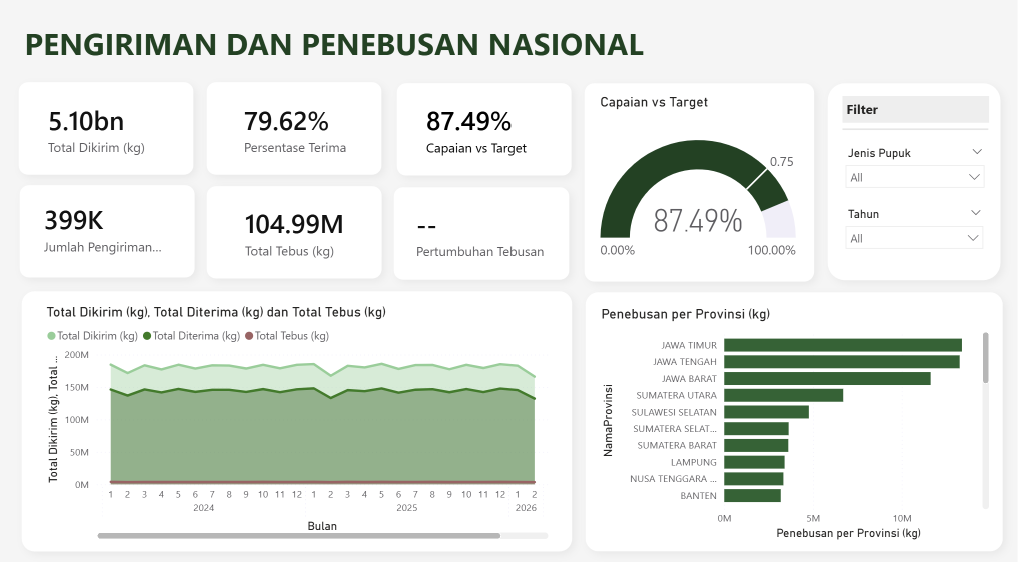 PENGIRIMAN DAN PENEBUSAN NASIONAL
5.10bn
Total Dikirim (kg)
79.62%
Persentase Terima
87.49%
Capaian vs Target
399K
Jumlah Pengiriman...
104.99M
Total Tebus (kg)
--
Pertumbuhan Tebusan
Capaian vs Target
0.75
87.49%
0.00%
100.00%
Filter
Jenis Pupuk
All
Tahun
All
Total Dikirim (kg), Total Diterima (kg) dan Total Tebus (kg)
Total Dikirim (kg) Total Diterima (kg) Total Tebus (kg)
Total Dikirim (kg), Total ...
200M
150M
100M
50M
0M
1 2 3 4 5 6 7 8 9 10 11 12 1 2 3 4 5 6 7 8 9 10 11 12 1 2
2024 2025 2026
Bulan
Penebusan per Provinsi (kg)
NamaProvinsi
JAWA TIMUR
JAWA TENGAH
JAWA BARAT
SUMATERA UTARA
SULAWESI SELATAN
SUMATERA SELAT...
SUMATERA BARAT
LAMPUNG
NUSA TENGGARA ...
BANTEN
0M 5M 10M
Penebusan per Provinsi (kg)